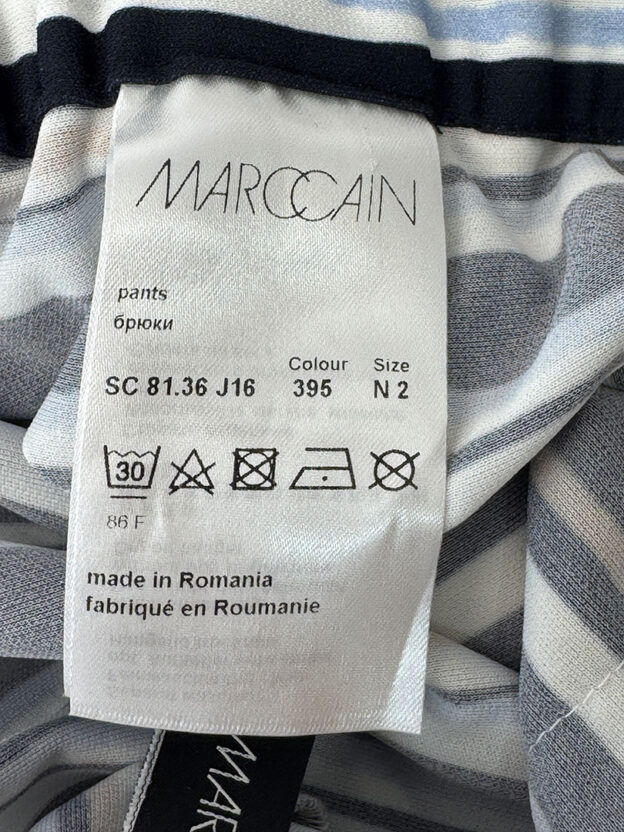 MARCCAIN
pants
брюки
Colour Size
SC 81.36 J16 395 N 2
30
86 F
made in Romania
fabriqué en Roumanie
MAR